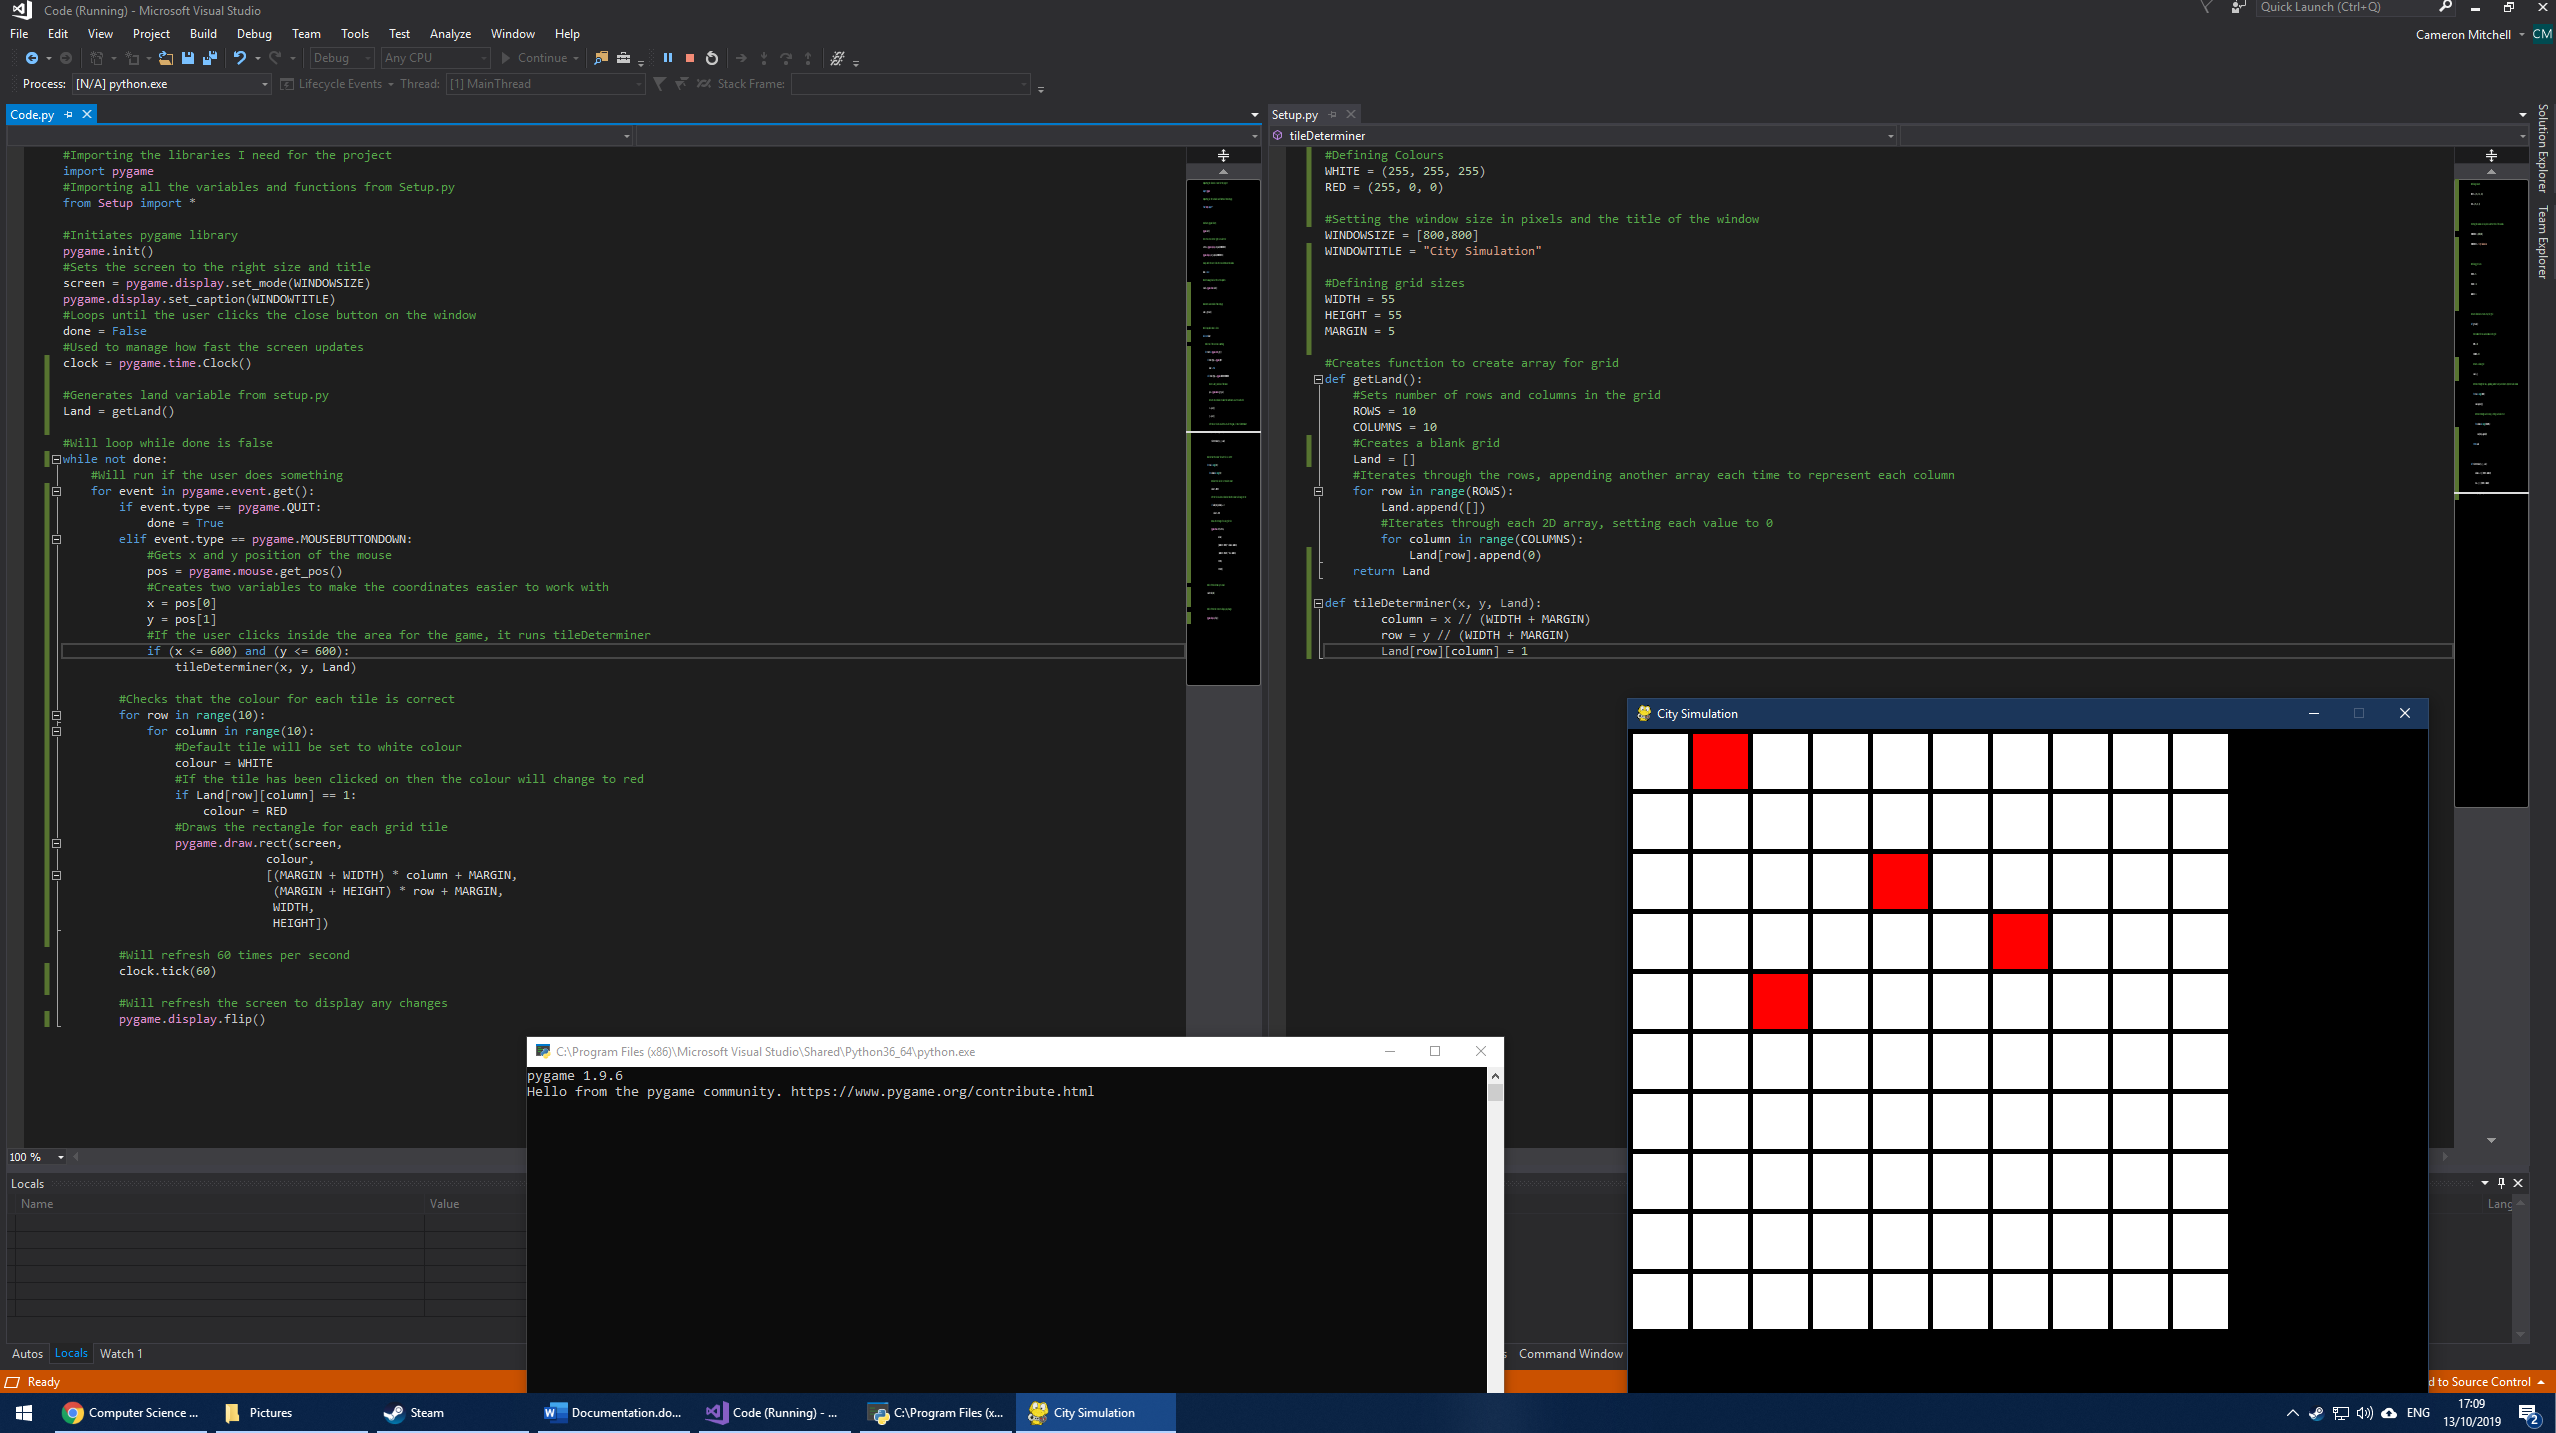 Code (Running) - Microsoft Visual Studio
Quick Launch (Ctrl+Q)
File Edit View Project Build Debug Team Tools Test Analyze Window Help
Cameron Mitchell CM
Debug Any CPU Continue
Process: [N/A] python.exe Lifecycle Events Thread: [1] MainThread Stack Frame:
Code.py
#Importing the libraries I need for the project
import pygame
#Importing all the variables and functions from Setup.py
from Setup import *
#Initiates pygame library
pygame.init()
#Sets the screen to the right size and title
screen = pygame.display.set_mode(WINDOWSIZE)
pygame.display.set_caption(WINDOWTITLE)
#Loops until the user clicks the close button on the window
done = False
#Used to manage how fast the screen updates
clock = pygame.time.Clock()
#Generates land variable from setup.py
Land = getLand()
#Will loop while done is false
while not done:
#Will run if the user does something
for event in pygame.event.get():
if event.type == pygame.QUIT:
done = True
elif event.type == pygame.MOUSEBUTTONDOWN:
#Gets x and y position of the mouse
pos = pygame.mouse.get_pos()
#Creates two variables to make the coordinates easier to work with
x = pos[0]
y = pos[1]
#If the user clicks inside the area for the game, it runs tileDeterminer
if (x <= 600) and (y <= 600):
tileDeterminer(x, y, Land)
#Checks that the colour for each tile is correct
for row in range(10):
for column in range(10):
#Default tile will be set to white colour
colour = WHITE
#If the tile has been clicked on then the colour will change to red
if Land[row][column] == 1:
colour = RED
#Draws the rectangle for each grid tile
pygame.draw.rect(screen,
colour,
[(MARGIN + WIDTH) * column + MARGIN,
(MARGIN + HEIGHT) * row + MARGIN,
WIDTH,
HEIGHT])
#Will refresh 60 times per second
clock.tick(60)
#Will refresh the screen to display any changes
pygame.display.flip()
100 %
Setup.py
tileDeterminer
#Defining Colours
WHITE = (255, 255, 255)
RED = (255, 0, 0)
#Setting the window size in pixels and the title of the window
WINDOWSIZE = [800,800]
WINDOWTITLE = "City Simulation"
#Defining grid sizes
WIDTH = 55
HEIGHT = 55
MARGIN = 5
#Creates function to create array for grid
def getLand():
#Sets number of rows and columns in the grid
ROWS = 10
COLUMNS = 10
#Creates a blank grid
Land = []
#Iterates through the rows, appending another array each time to represent each column
for row in range(ROWS):
Land.append([])
#Iterates through each 2D array, setting each value to 0
for column in range(COLUMNS):
Land[row].append(0)
return Land
def tileDeterminer(x, y, Land):
column = x // (WIDTH + MARGIN)
row = y // (WIDTH + MARGIN)
Land[row][column] = 1
Solution Explorer
Team Explorer
City Simulation
C:\Program Files (x86)\Microsoft Visual Studio\Shared\Python36_64\python.exe
pygame 1.9.6
Hello from the pygame community. https://www.pygame.org/contribute.html
Locals
Name Value
Lang
Autos Locals Watch 1
Command Window
Ready
d to Source Control
Computer Science ... Pictures Steam Documentation.do... Code (Running) - ... C:\Program Files (x... City Simulation
ENG
17:09
13/10/2019
2